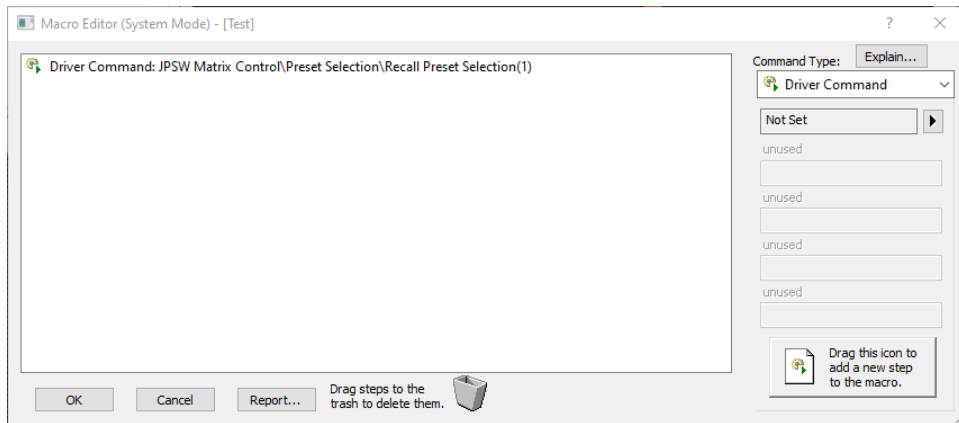 Macro Editor (System Mode) - [Test]
?
Driver Command: JPSW Matrix Control\Preset Selection\Recall Preset Selection(1)
Command Type:
Explain...
Driver Command
Not Set
unused
unused
unused
unused
Drag this icon to
add a new step
to the macro.
OK
Cancel
Report...
Drag steps to the
trash to delete them.